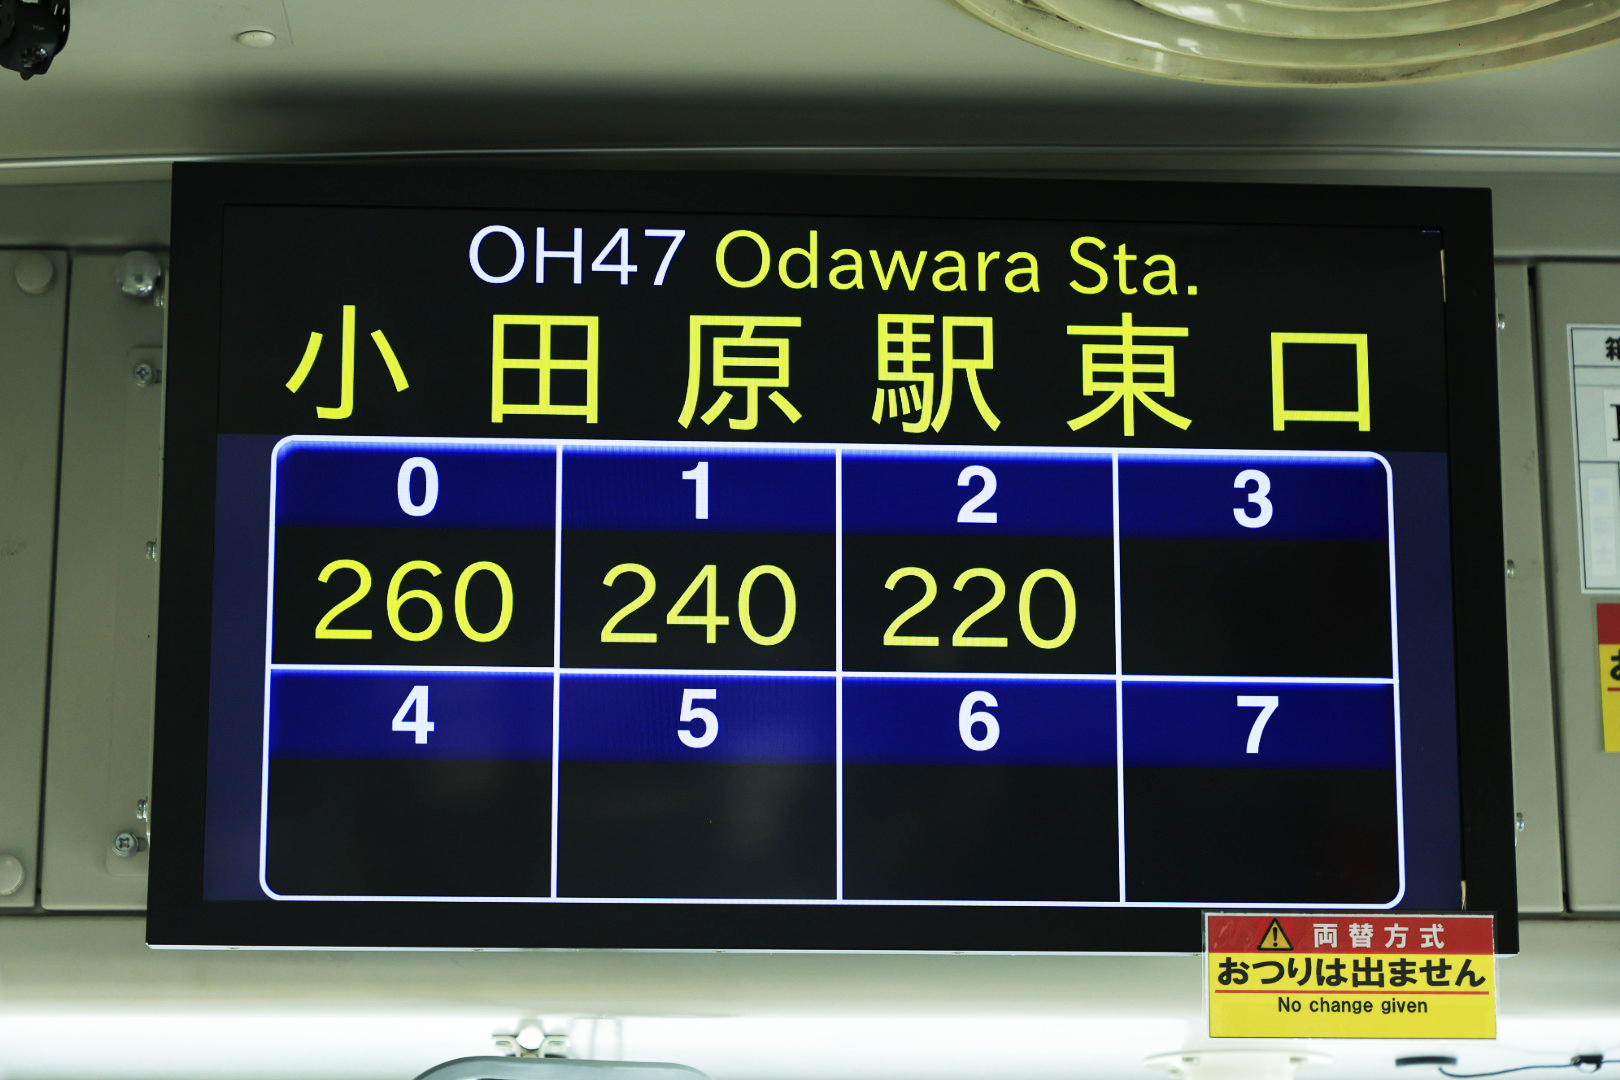 OH47 Odawara Sta.
小田原駅東口
0 1 2 3
260 240 220
4 5 6 7
両替方式
おつりは出ません
No change given